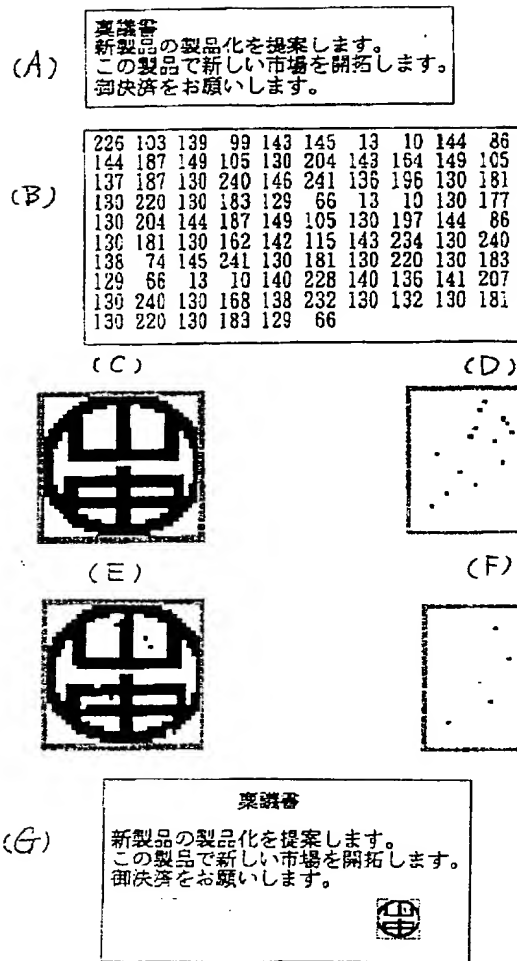 (A)
稟議書
新製品の製品化を提案します。
この製品で新しい市場を開拓します。
御決済をお願いします。
(B)
226 103 139 99 143 145 13 10 144 86
144 187 149 105 130 204 143 164 149 105
137 187 130 240 146 241 136 196 130 181
130 220 130 183 129 66 13 10 130 177
130 204 144 187 149 105 130 197 144 86
130 181 130 162 142 115 143 234 130 240
138 74 145 241 130 181 130 220 130 183
129 66 13 10 140 228 140 136 141 207
130 240 130 168 138 232 130 132 130 181
130 220 130 183 129 66
(C)
(D)
(E)
(F)
(G)
稟議書
新製品の製品化を提案します。
この製品で新しい市場を開拓します。
御決済をお願いします。